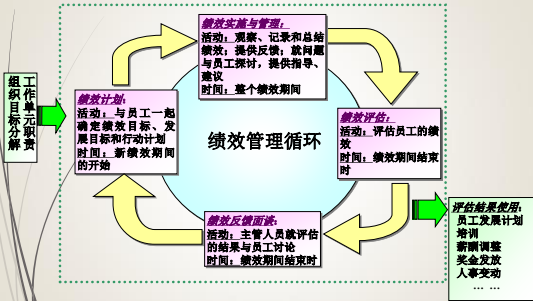 绩效实施与管理：
活动：观察、记录和总结
绩效；提供反馈；就问题
与员工探讨，提供指导、
建议
时间：整个绩效期间
组织目标分解
工作单元职责
绩效计划：
活动：与员工一起
确定绩效目标、发
展目标和行动计划
时间：新绩效期间
的开始
绩效管理循环
绩效评估：
活动：评估员工的绩
效
时间：绩效期间结束
时
绩效反馈面谈：
活动：主管人员就评估
的结果与员工讨论
时间：绩效期间结束时
评估结果使用：
员工发展计划
培训
薪酬调整
奖金发放
人事变动
… …